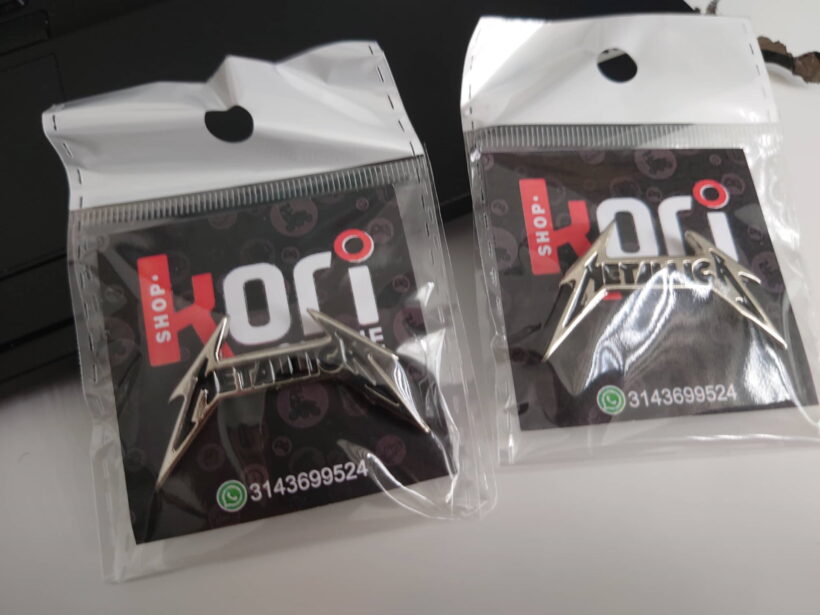 SHOP.
kori
METALLICA
3143699524
SHOP.
kori
METALLICA
3143699524